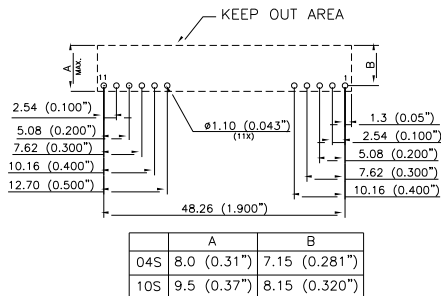 KEEP OUT AREA
A MAX.
B
11
1
2.54 (0.100")
5.08 (0.200")
7.62 (0.300")
10.16 (0.400")
12.70 (0.500")
ø1.10 (0.043")
(11X)
1.3 (0.05")
2.54 (0.100")
5.08 (0.200")
7.62 (0.300")
10.16 (0.400")
48.26 (1.900")
A B
04S 8.0 (0.31") 7.15 (0.281")
10S 9.5 (0.37") 8.15 (0.320")